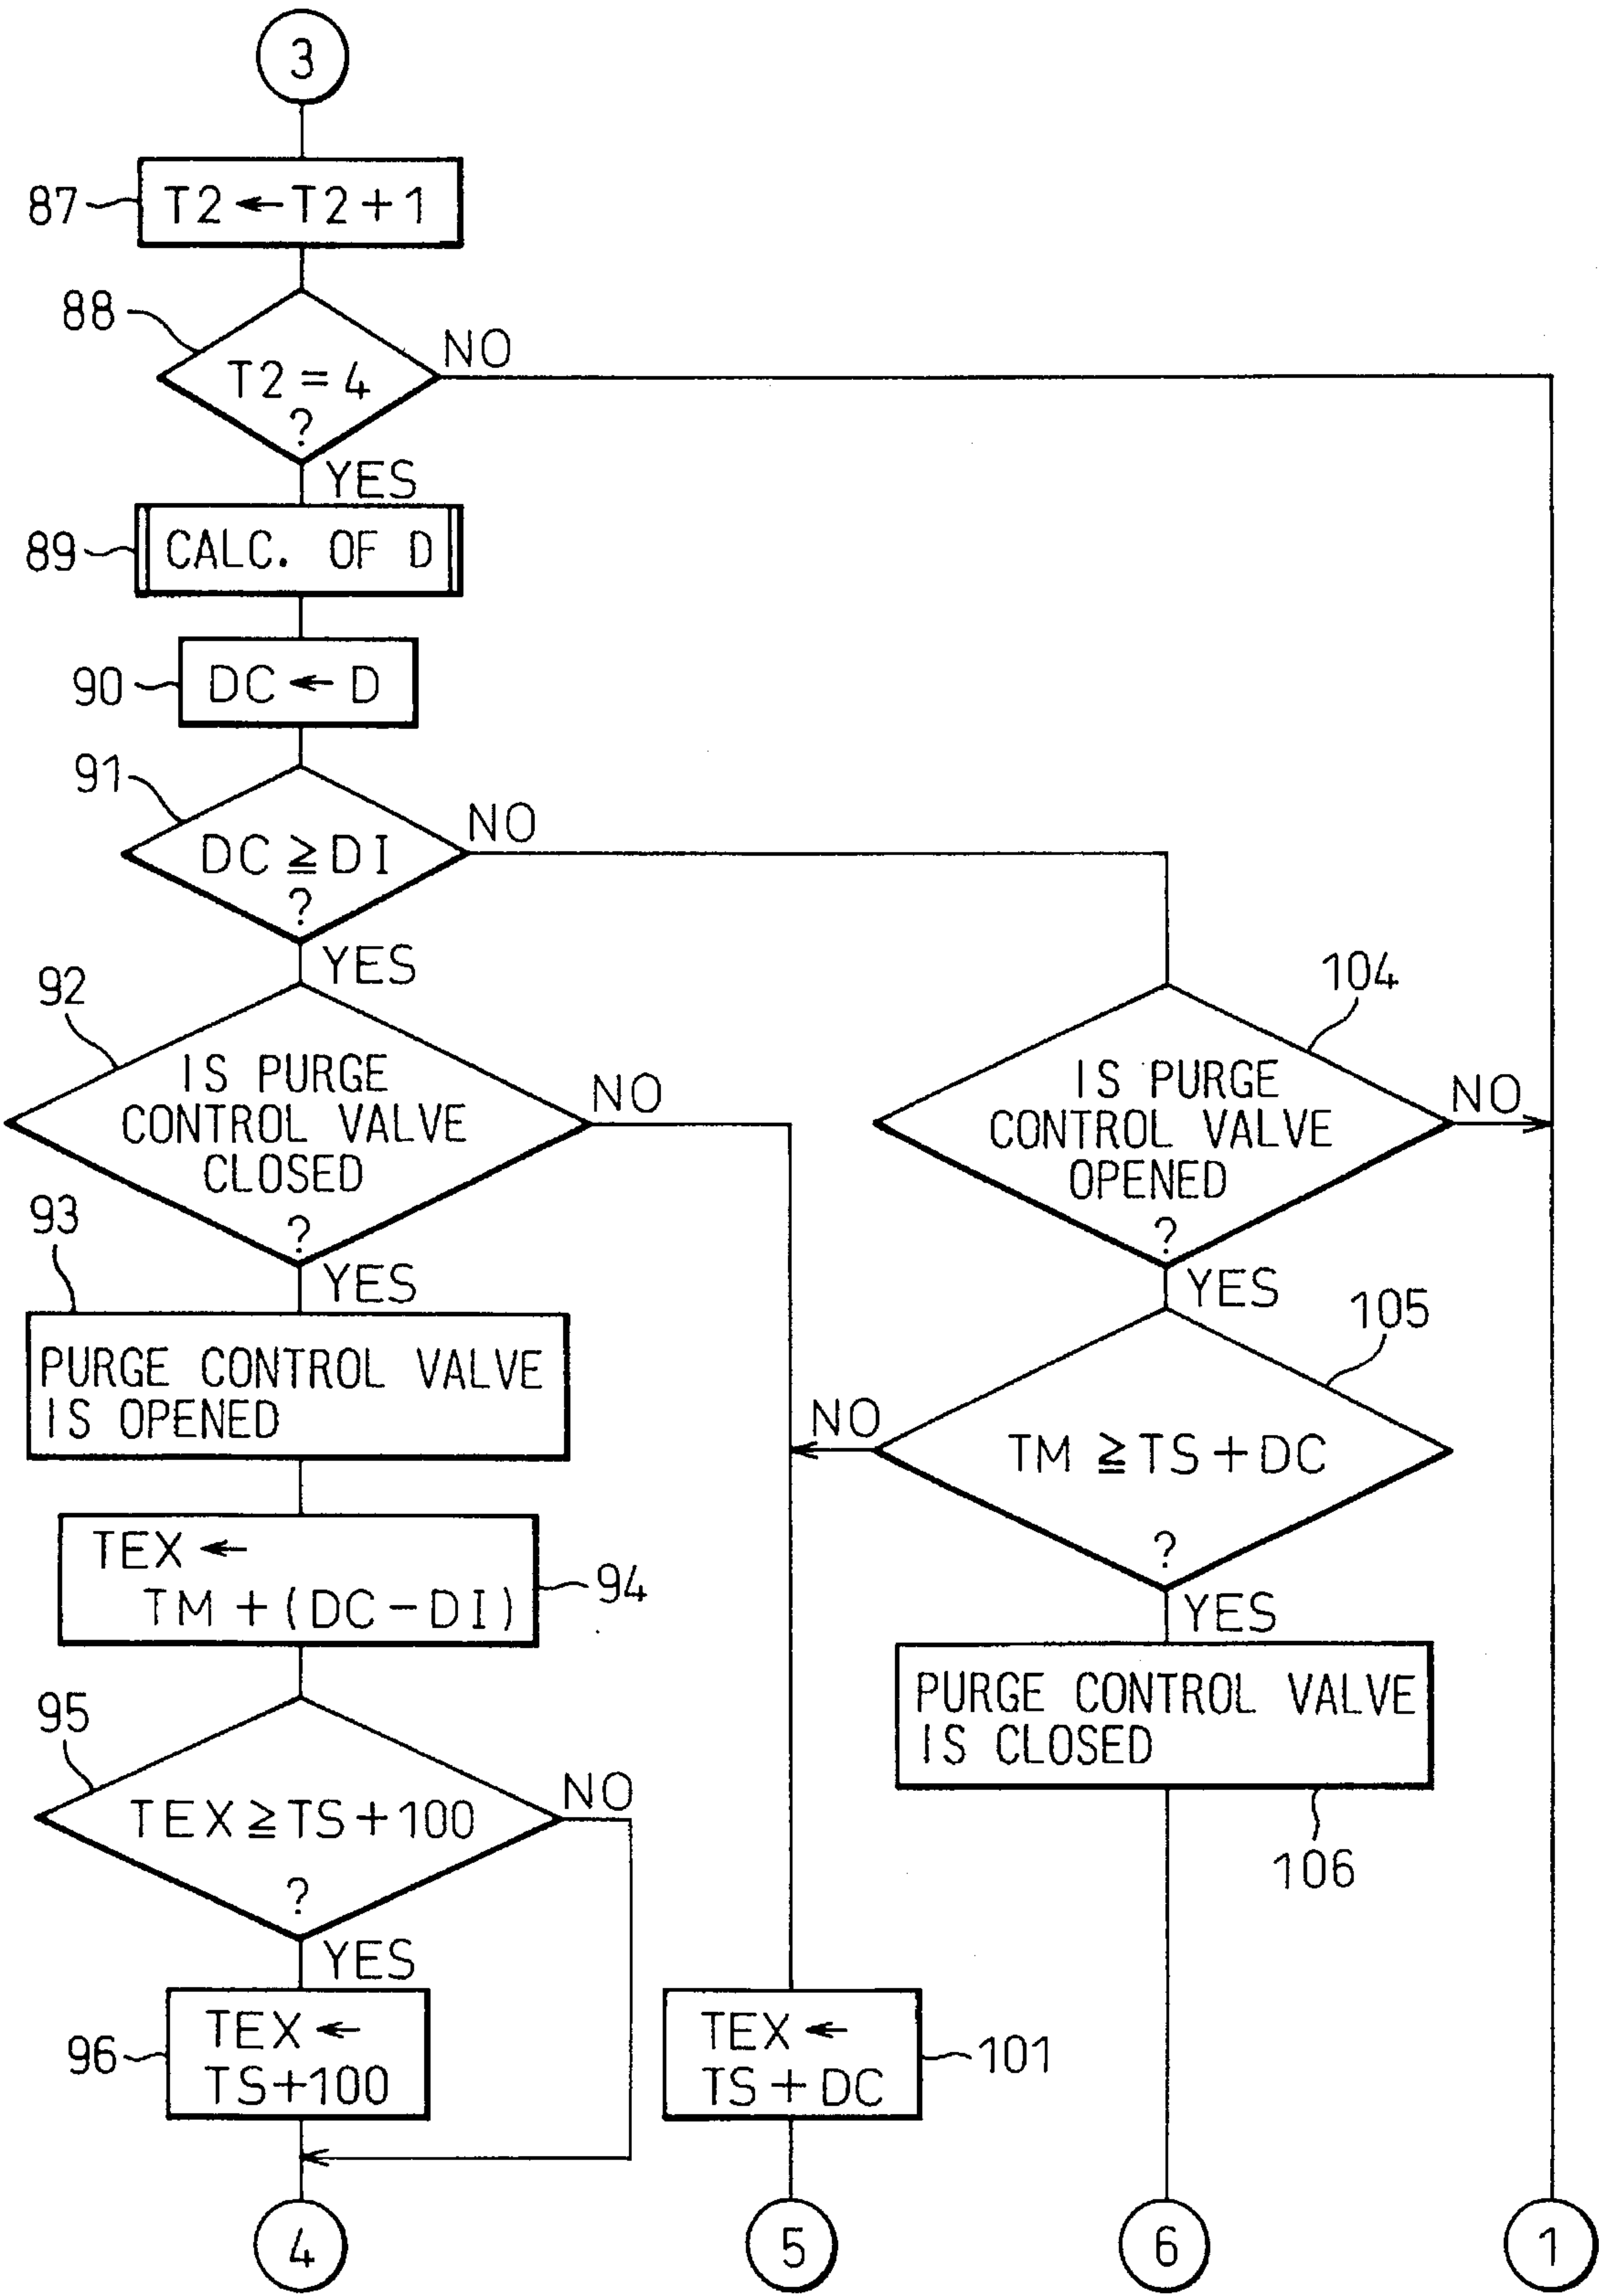 3
87
T2 ← T2 + 1
88
T2 = 4
?
NO
YES
89
CALC. OF D
90
DC ← D
91
DC ≧ DI
?
NO
YES
92
IS PURGE
CONTROL VALVE
CLOSED
?
NO
YES
104
IS PURGE
CONTROL VALVE
OPENED
?
NO
YES
93
PURGE CONTROL VALVE
IS OPENED
105
TM ≧ TS + DC
?
NO
YES
94
TEX ←
TM + (DC - DI)
95
TEX ≧ TS + 100
?
NO
YES
PURGE CONTROL VALVE
IS CLOSED
106
96
TEX ←
TS+100
TEX ←
TS + DC
101
4
5
6
1